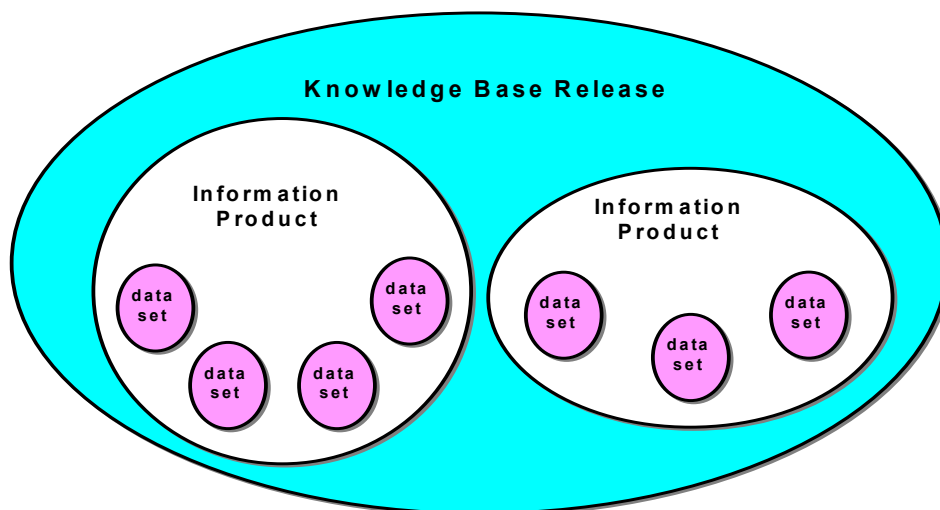 Knowledge Base Release
Information
Product
data
set
data
set
data
set
data
set
Information
Product
data
set
data
set
data
set